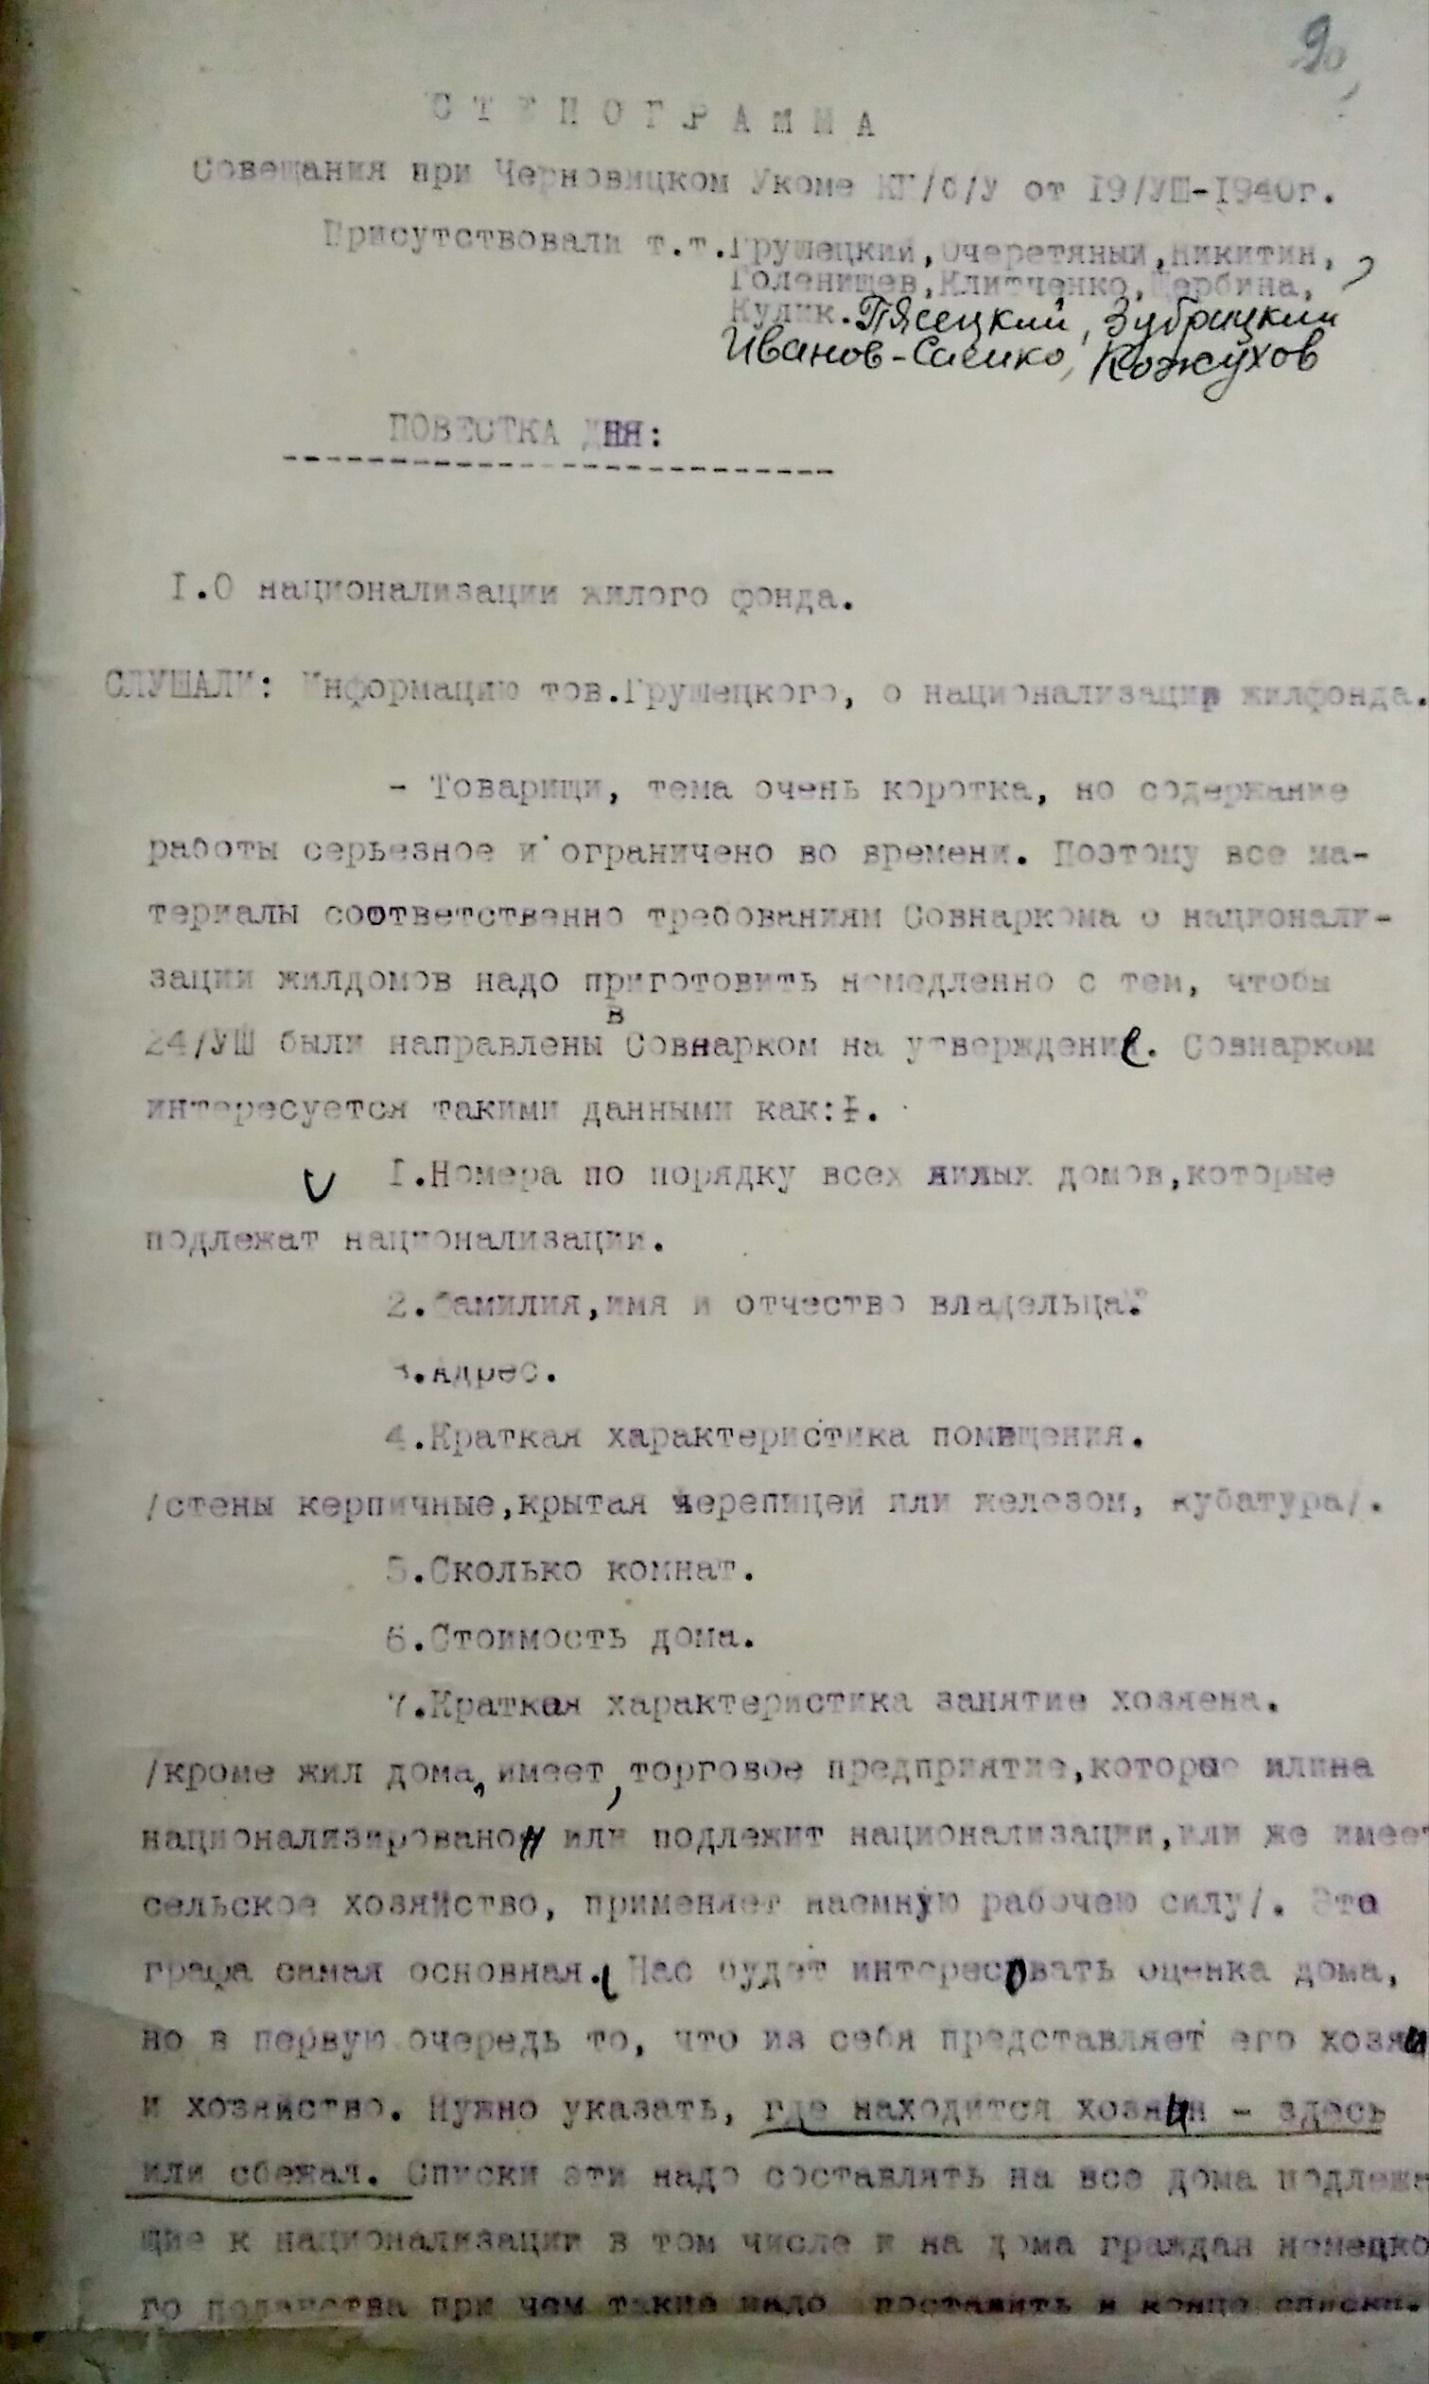 9
С Т Е Н О Г Р А М М А
Совещания при Черновицком Укоме КП/б/У от 19/УШ-1940г.
Присутствовали т.т.Грушецкий,Очеретяный,Никитин,
Голенищев,Клитченко,Щербина,
Кулик.Пясецкий, Зубрицкии
Иванов-Саенко, Кожухов
ПОВЕСТКА ДНЯ:
I.О национализации жилого фонда.
СЛУШАЛИ: Информацию тов.Грушецкого, о национализации жилфонда.
- Товарищи, тема очень коротка, но содержание
работы серьезное и ограничено во времени. Поэтому все ма-
териалы соответственно требованиям Совнаркома о национали-
зации жилдомов надо приготовить немедленно с тем, чтобы
в
24/УШ были направлены Совнарком на утверждение. Совнарком
интересуется такими данными как:I.
I.Номера по порядку всех жилых домов,которые
подлежат национализации.
2.Фамилия,имя и отчество владельца.
3.Адрес.
4.Краткая характеристика помещения.
/стены керпичные,крытая черепицей или железом, кубатура/.
5.Сколько комнат.
6.Стоимость дома.
7.Краткая характеристика занятие хозяена.
/кроме жил дома, имеет, торговое предприятие,которые
национализировано или подлежит национализации,или же имеет
сельское хозяйство, применяет наемную рабочею силу/. Эта
графа самая основная. Нас будет интересовать оценка дома,
но в первую очередь то, что из себя представляет его хозяи
и хозяйство. Нужно указать, где находится хозяин - здесь
или сбежал. Списки эти надо составлять на все дома подлежа
щие к национализации в том числе и на дома граждан немецко
го поданства при чем такие надо поставить в конце списка.